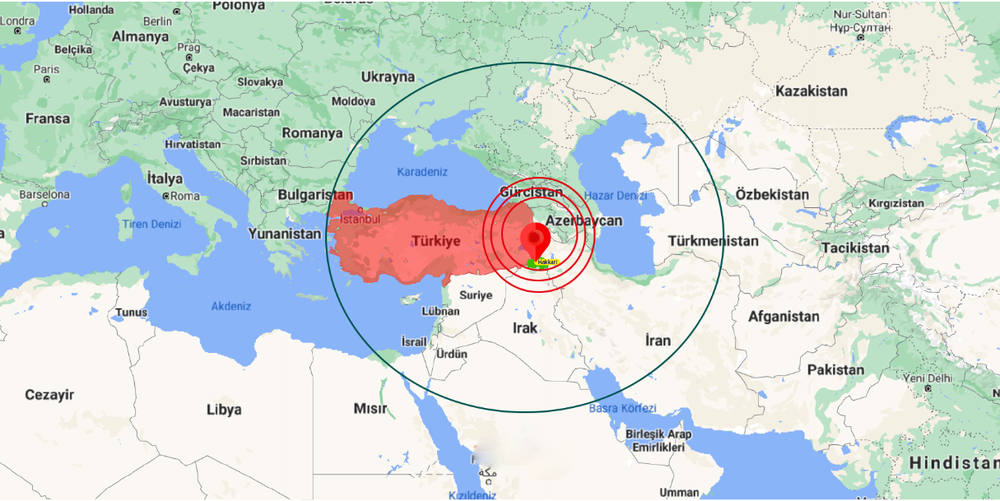 Londra
Hollanda
Berlin
Polonya
Belarus
Nur-Sultan
Нұр-Сұлтан
Almanya
Belçika
Prag
Çekya
Paris
Slovakya
Ukrayna
Kazakistan
Avusturya
Macaristan
Moldova
Fransa
Romanya
Hırvatistan
Sırbistan
İtalya
Karadeniz
Barselona
Roma
Bulgaristan
Gürcistan
Hazar Denizi
Özbekistan
Kırgızistan
Tiren Denizi
İstanbul
Azerbaycan
Yunanistan
Türkiye
Türkmenistan
Tacikistan
Hakkari
Suriye
Akdeniz
Tunus
Lübnan
Afganistan
Irak
İsrail
İran
Ürdün
Pakistan
Yeni Delhi
Cezayir
Libya
Mısır
Basra Körfezi
Birleşik Arap
Emirlikleri
Hindistan
مكة
Umman
Kızıldeniz